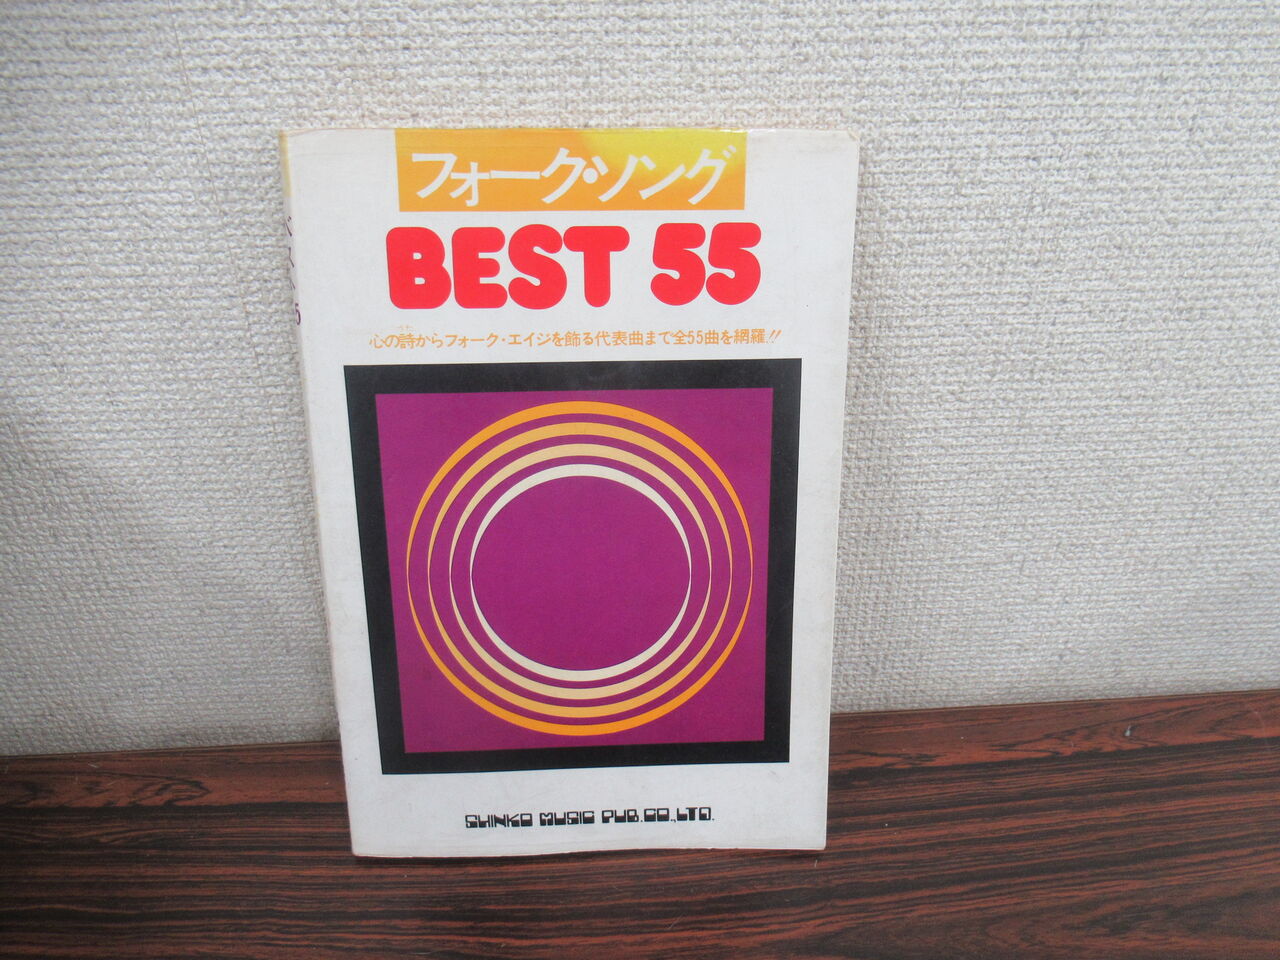 フォーク・ソング
BEST 55
心の詩からフォーク・エイジを飾る代表曲まで全55曲を網羅!!
SHINKO MUSIC PUB.CO.,LTD.